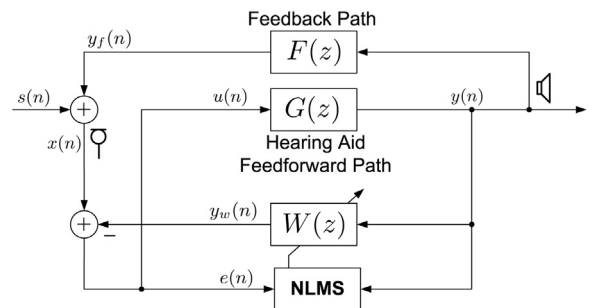 Feedback Path
y_f(n)
F(z)
s(n)
+
u(n)
G(z)
y(n)
x(n)
Hearing Aid
Feedforward Path
+
−
y_w(n)
W(z)
e(n)
NLMS